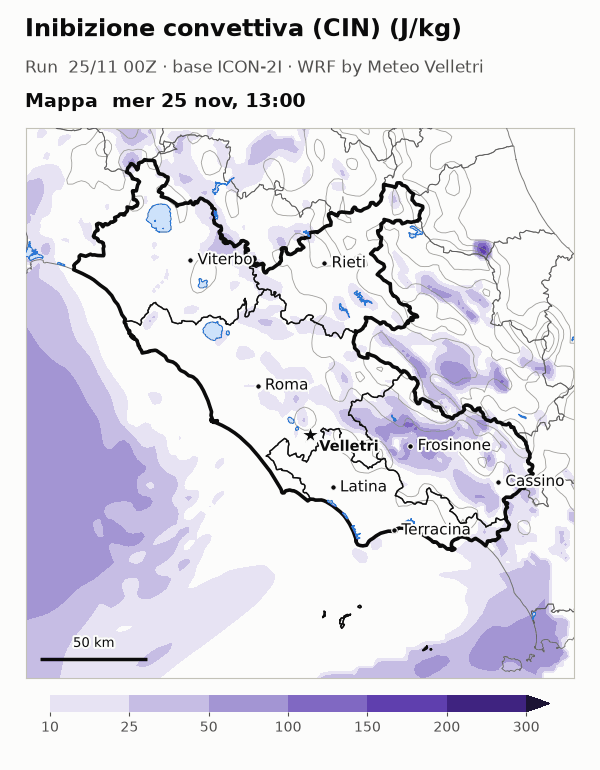 Inibizione convettiva (CIN) (J/kg)
Run  25/11 00Z · base ICON-2I · WRF by Meteo Velletri
Mappa  mer 25 nov, 13:00
Viterbo
Rieti
Roma
Velletri
Frosinone
Cassino
Latina
Terracina
50 km
10 25 50 100 150 200 300